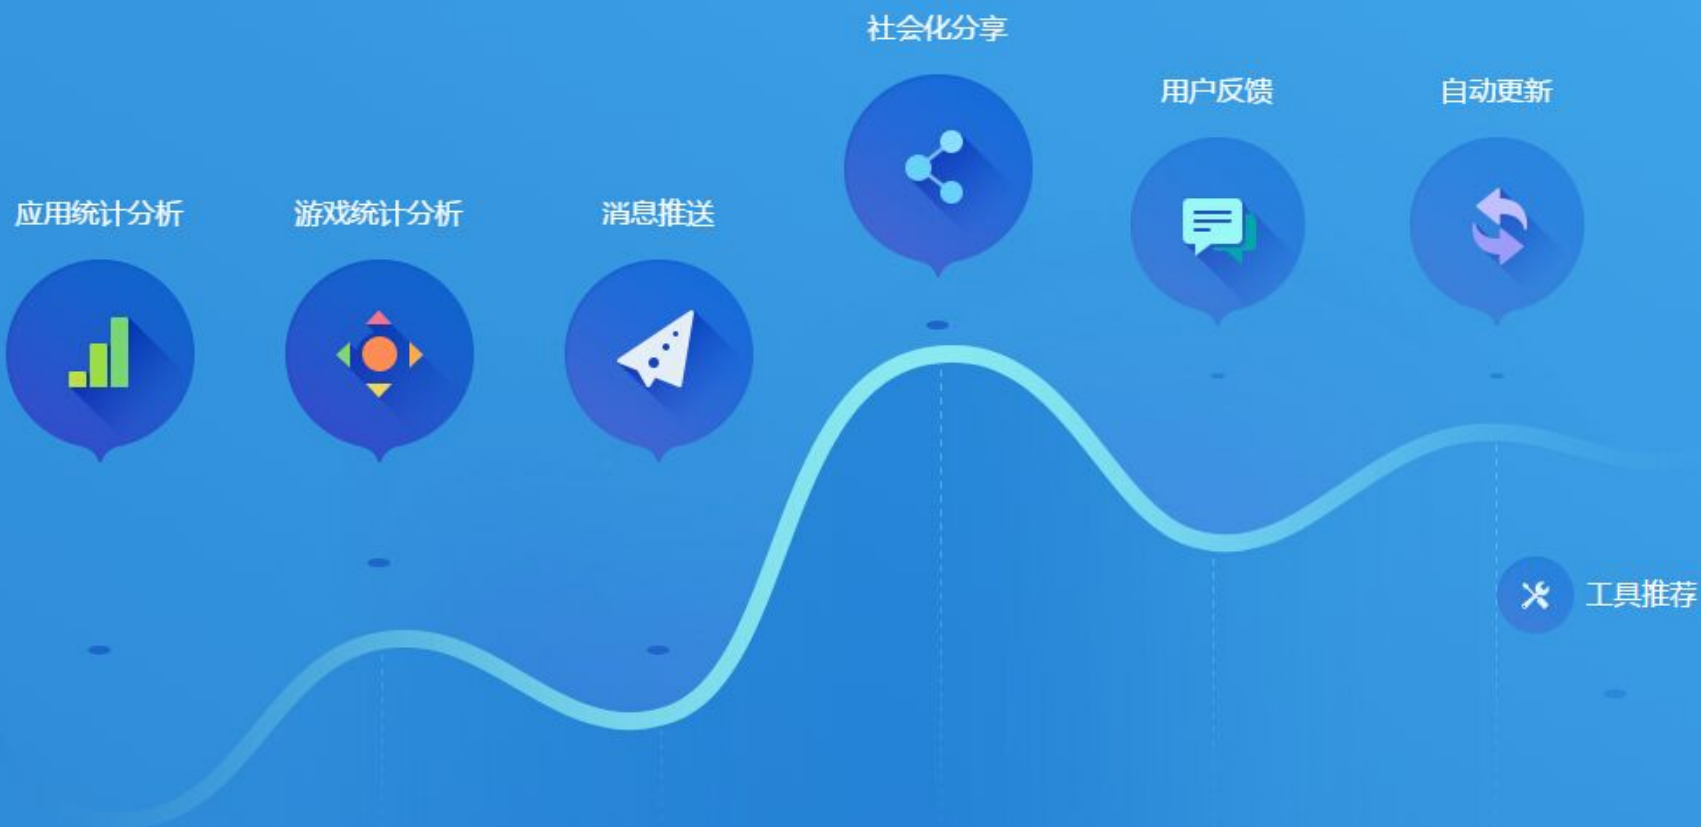 应用统计分析
游戏统计分析
消息推送
社会化分享
用户反馈
自动更新
工具推荐